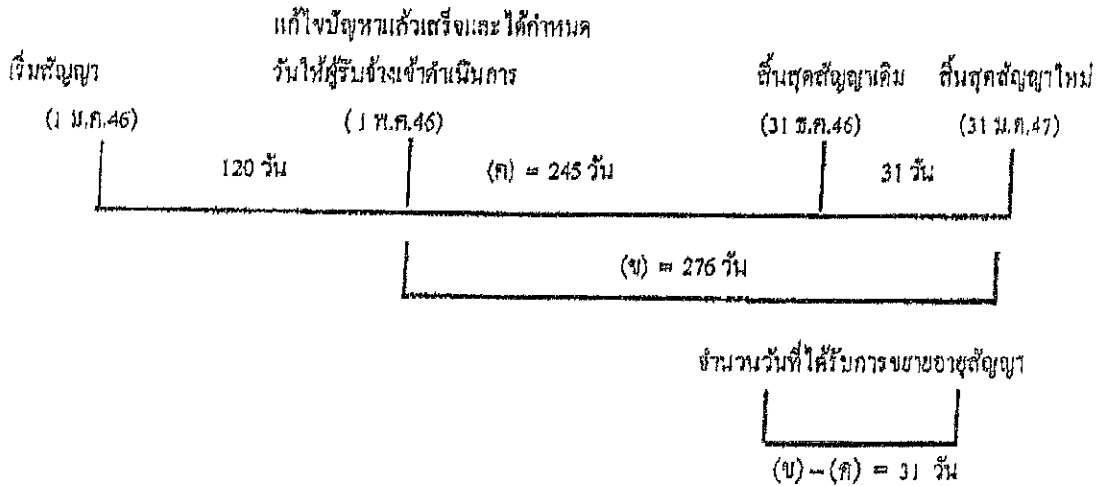 แก้ไขปัญหาแล้วเสร็จและได้กำหนด
เริ่มสัญญา
วันให้ผู้รับจ้างเข้าดำเนินการ
สิ้นสุดสัญญาเดิม
สิ้นสุดสัญญาใหม่
(1 ม.ค.46)
(1 พ.ค.46)
(31 ธ.ค.46)
(31 ม.ค.47)
120 วัน
(ค) = 245 วัน
31 วัน
(ข) = 276 วัน
จำนวนวันที่ได้รับการขยายอายุสัญญา
(ข) – (ค) = 31 วัน